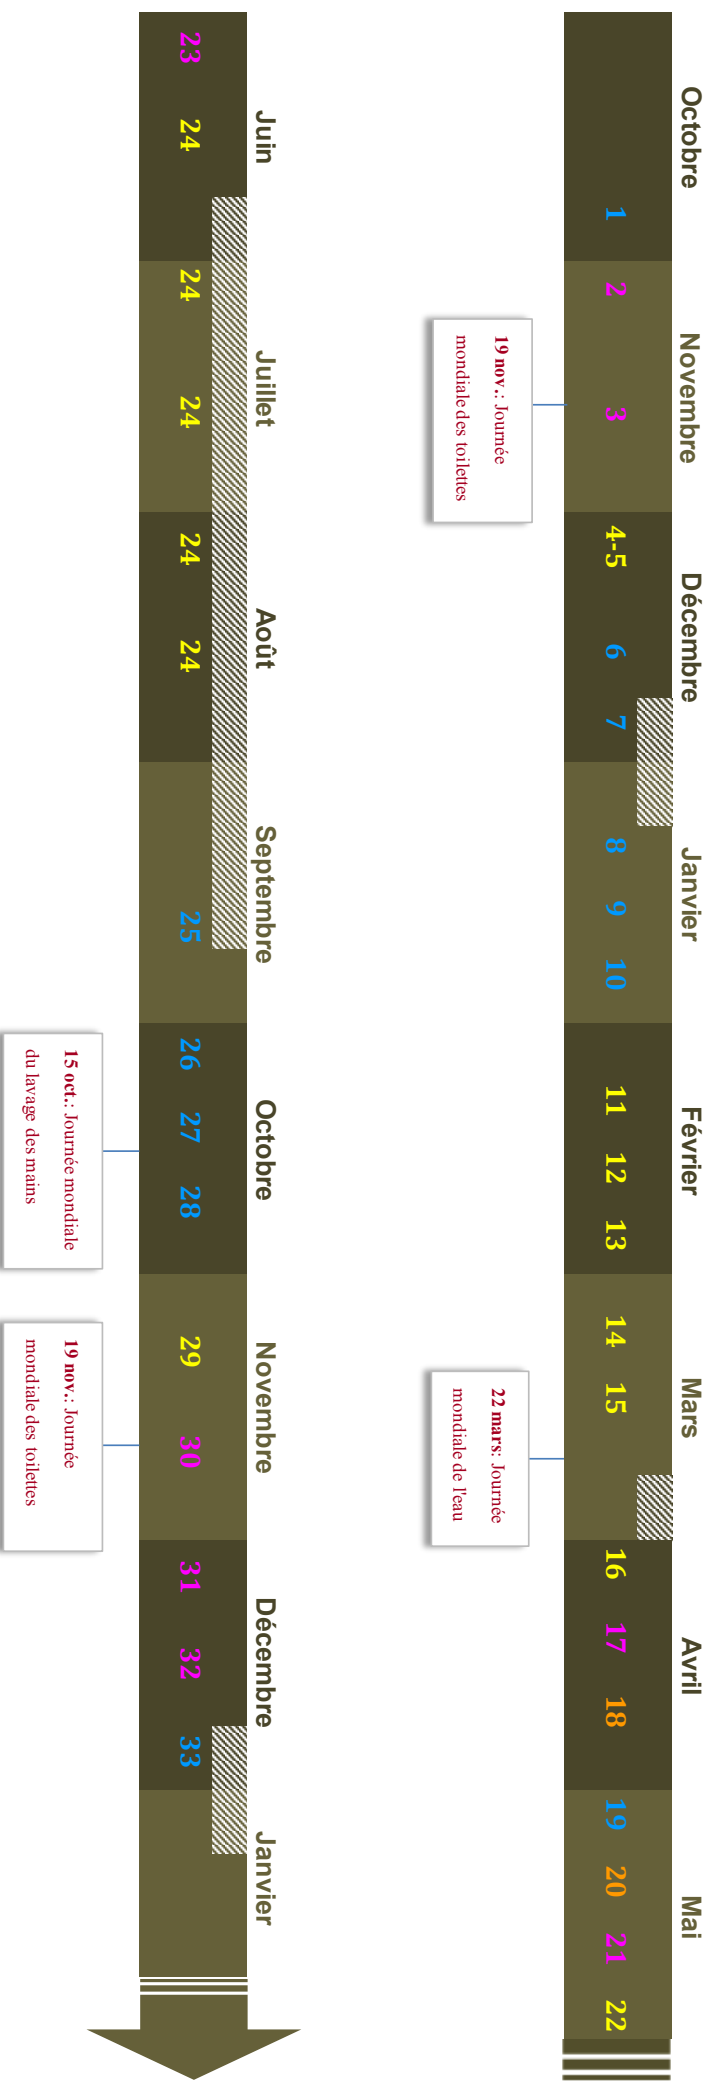 Octobre
1
Novembre
2
3
19 nov.: Journée
mondiale des toilettes
Décembre
4-5
6
7
Janvier
8
9
10
Février
11
12
13
Mars
14
15
22 mars: Journée
mondiale de l'eau
Avril
16
17
18
Mai
19
20
21
22
Juin
23
24
Juillet
24
24
Août
24
24
Septembre
25
Octobre
26
27
28
15 oct.: Journée mondiale
du lavage des mains
Novembre
29
30
19 nov.: Journée
mondiale des toilettes
Décembre
31
32
33
Janvier